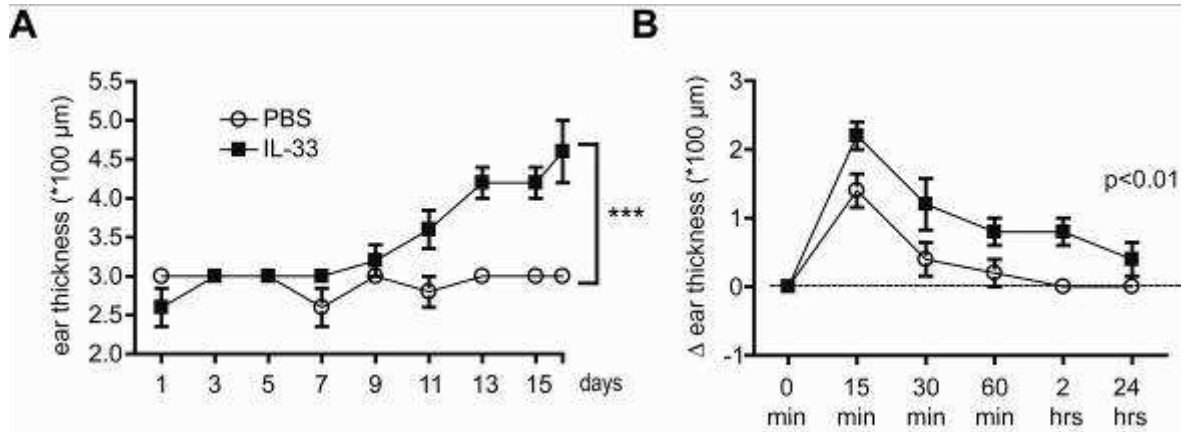 A
ear thickness (*100 µm)
5.5
5.0
4.5
4.0
3.5
3.0
2.5
2.0
PBS
IL-33
***
1 3 5 7 9 11 13 15 days
B
Δ ear thickness (*100 µm)
3
2
1
0
-1
p<0.01
0 15 30 60 2 24
min min min min hrs hrs